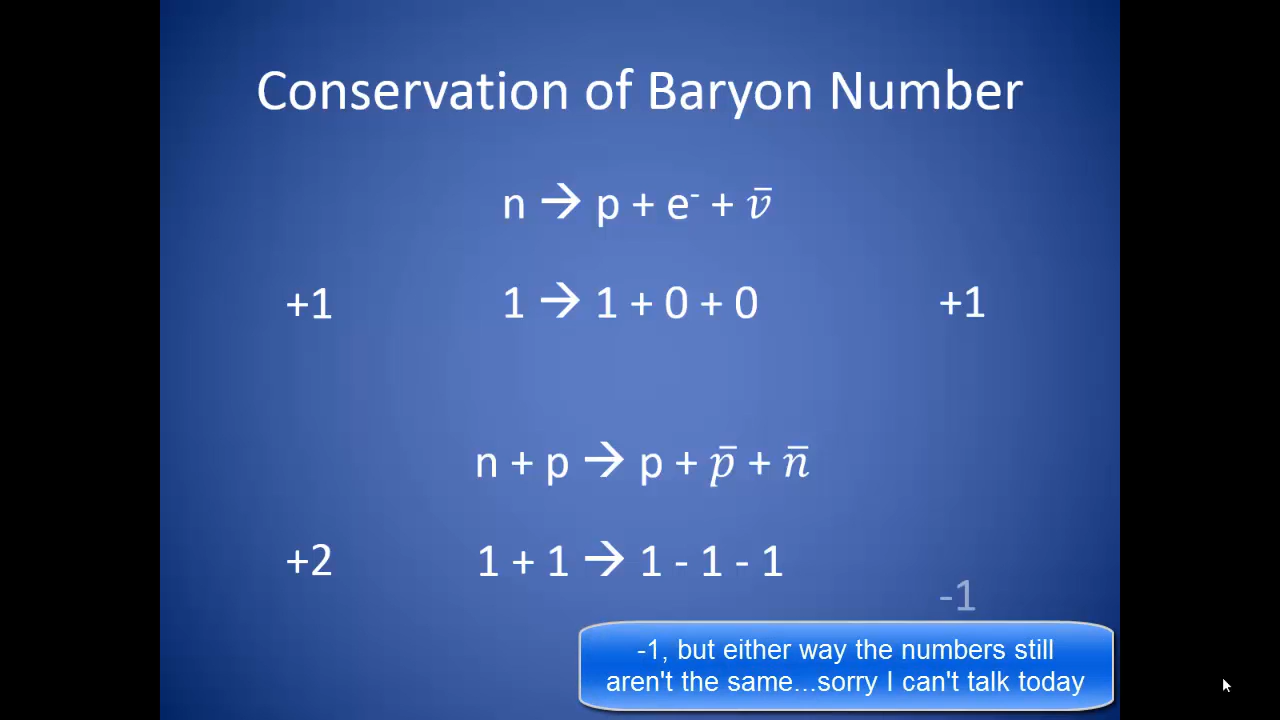 Conservation of Baryon Number
n → p + e⁻ + v̄
+1 1 → 1 + 0 + 0 +1
n + p → p + p̄ + n̄
+2 1 + 1 → 1 - 1 - 1
-1
-1, but either way the numbers still
aren't the same...sorry I can't talk today